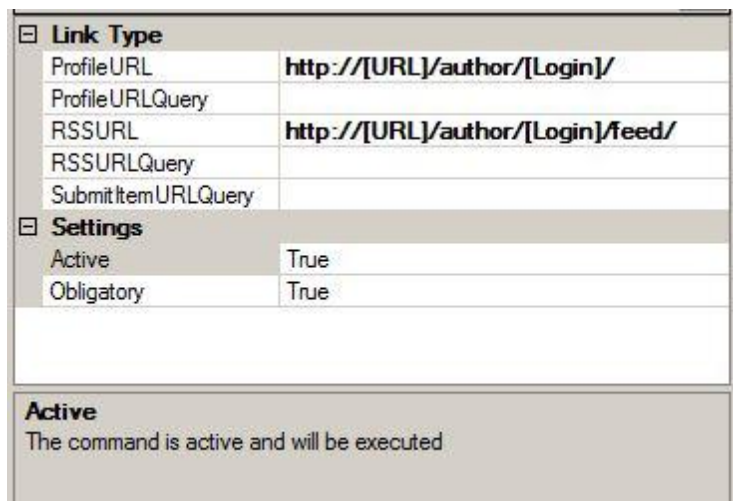 Link Type
ProfileURL http://[URL]/author/[Login]/
ProfileURLQuery
RSSURL http://[URL]/author/[Login]/feed/
RSSURLQuery
SubmitItemURLQuery
Settings
Active True
Obligatory True
Active
The command is active and will be executed